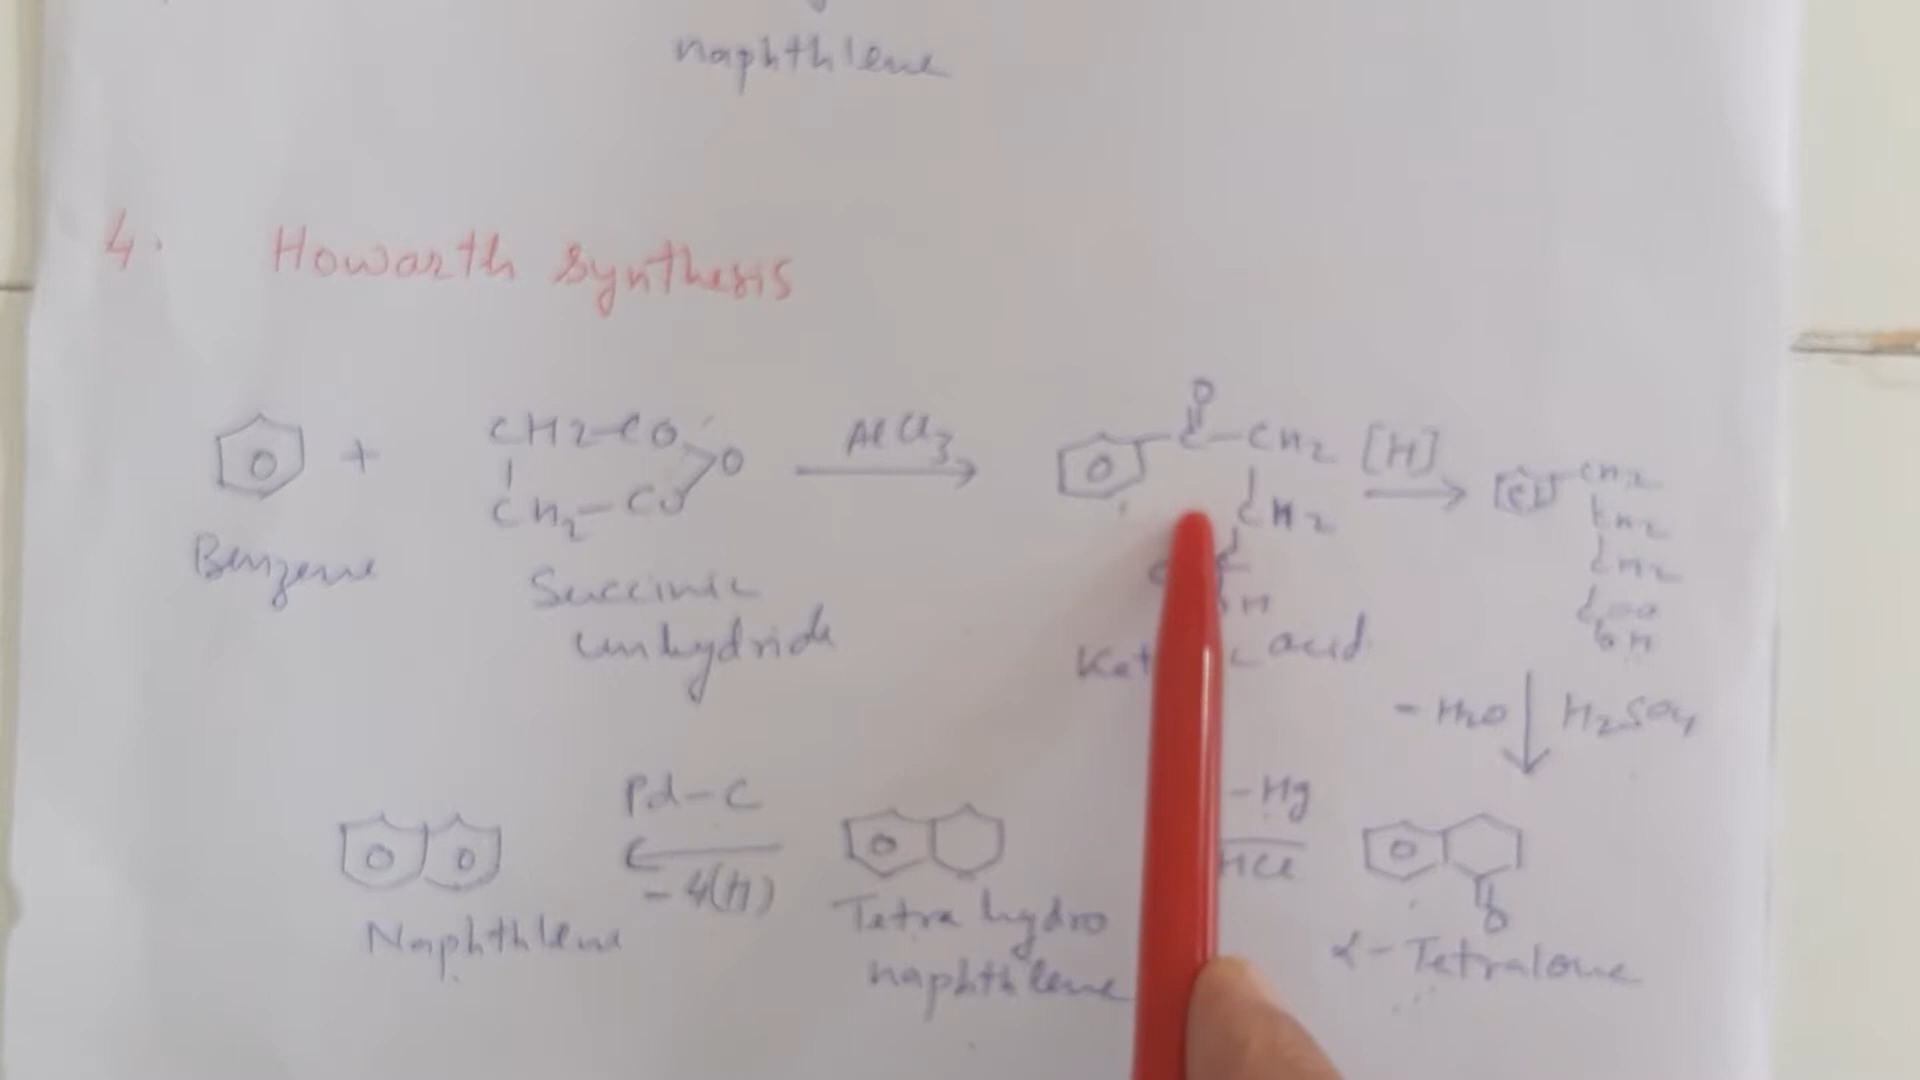 naphthlene
4. Howarth synthesis
O
CH2-CO
O + O AlCl3 O C-CH2 [H] CH2
CH2-CO CH2 CH2
CH2
Benzene
Succinic H
anhydride acid OH
-H2O H2SO4
Pd-C -Hg
O O O O
-4(H) HCl
O
Naphthlene Tetra hydro
naphthlene α-Tetralone